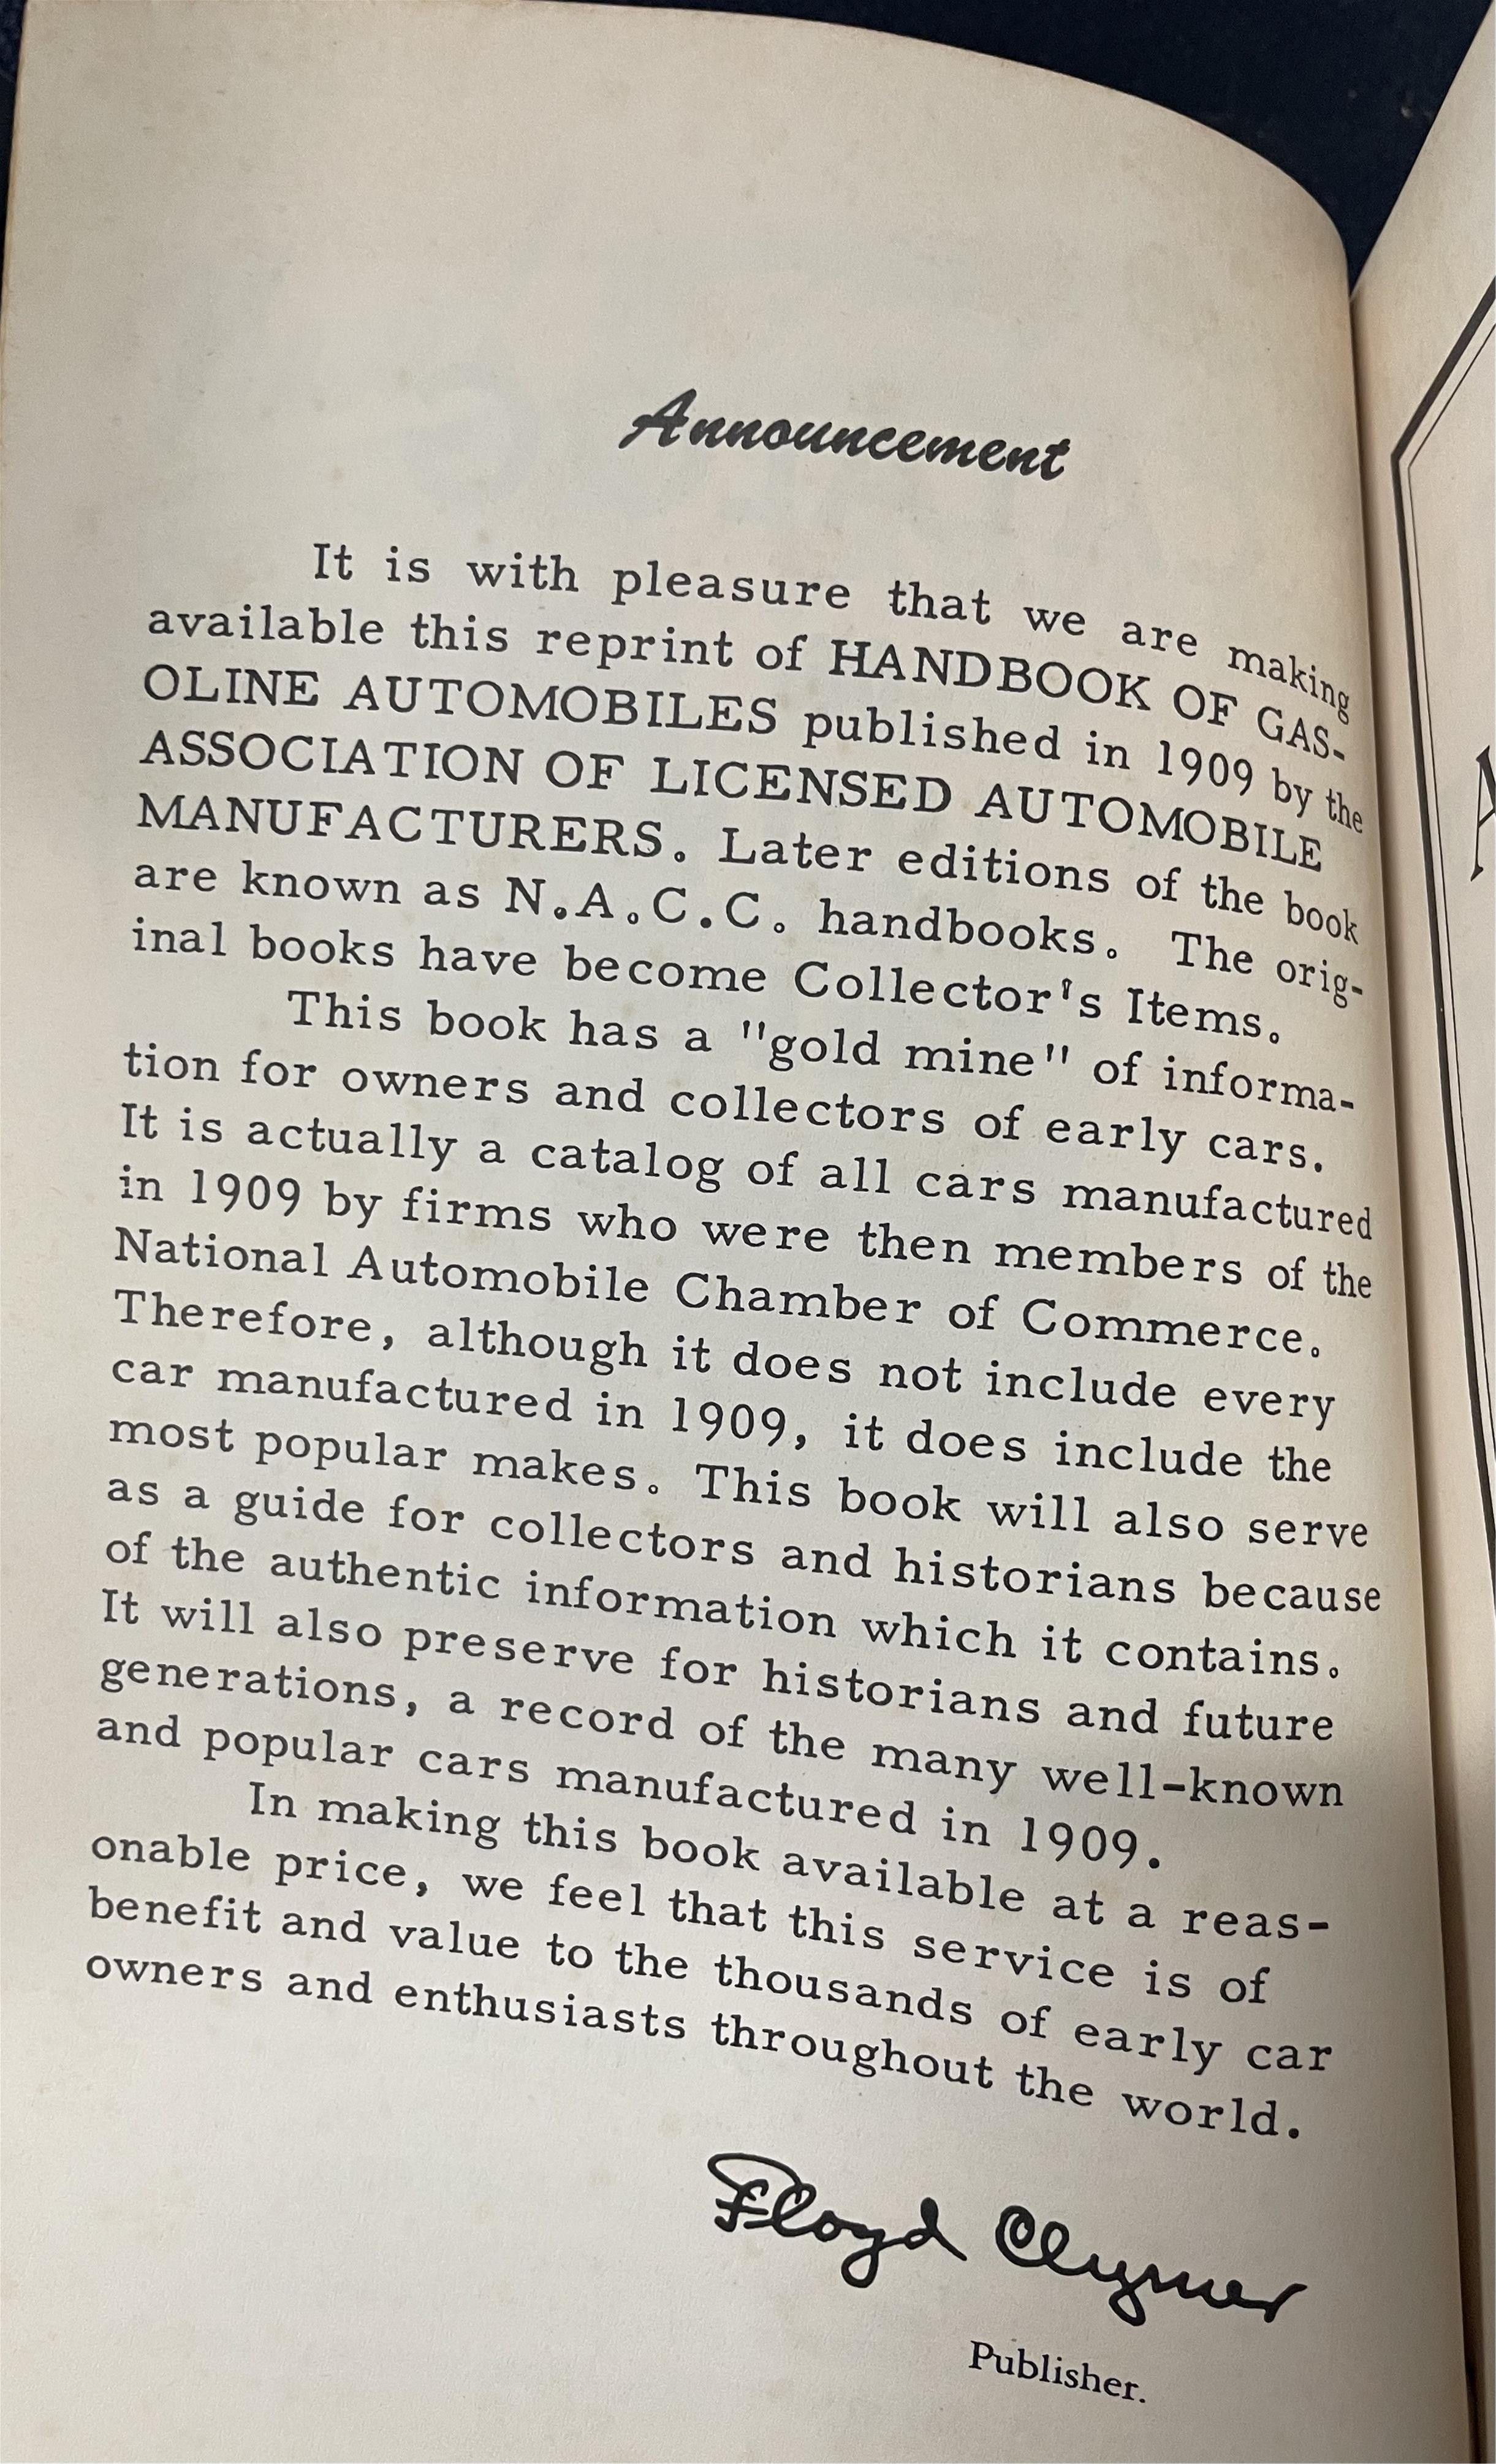 Announcement
It is with pleasure that we are making
available this reprint of HANDBOOK OF GAS-
OLINE AUTOMOBILES published in 1909 by the
ASSOCIATION OF LICENSED AUTOMOBILE
MANUFACTURERS. Later editions of the book
are known as N.A.C.C. handbooks. The orig-
inal books have become Collector's Items.
This book has a "gold mine" of informa-
tion for owners and collectors of early cars.
It is actually a catalog of all cars manufactured
in 1909 by firms who were then members of the
National Automobile Chamber of Commerce.
Therefore, although it does not include every
car manufactured in 1909, it does include the
most popular makes. This book will also serve
as a guide for collectors and historians because
of the authentic information which it contains.
It will also preserve for historians and future
generations, a record of the many well-known
and popular cars manufactured in 1909.
In making this book available at a reas-
onable price, we feel that this service is of
benefit and value to the thousands of early car
owners and enthusiasts throughout the world.
Floyd Clymer
Publisher.